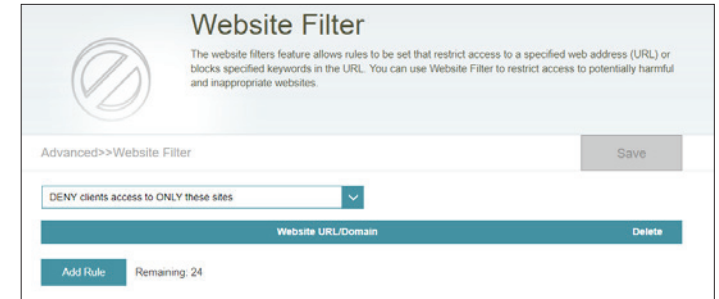 Website Filter
The website filters feature allows rules to be set that restrict access to a specified web address (URL) or
blocks specified keywords in the URL. You can use Website Filter to restrict access to potentially harmful
and inappropriate websites.
Advanced>>Website Filter
Save
DENY clients access to ONLY these sites
Website URL/Domain Delete
Add Rule Remaining: 24